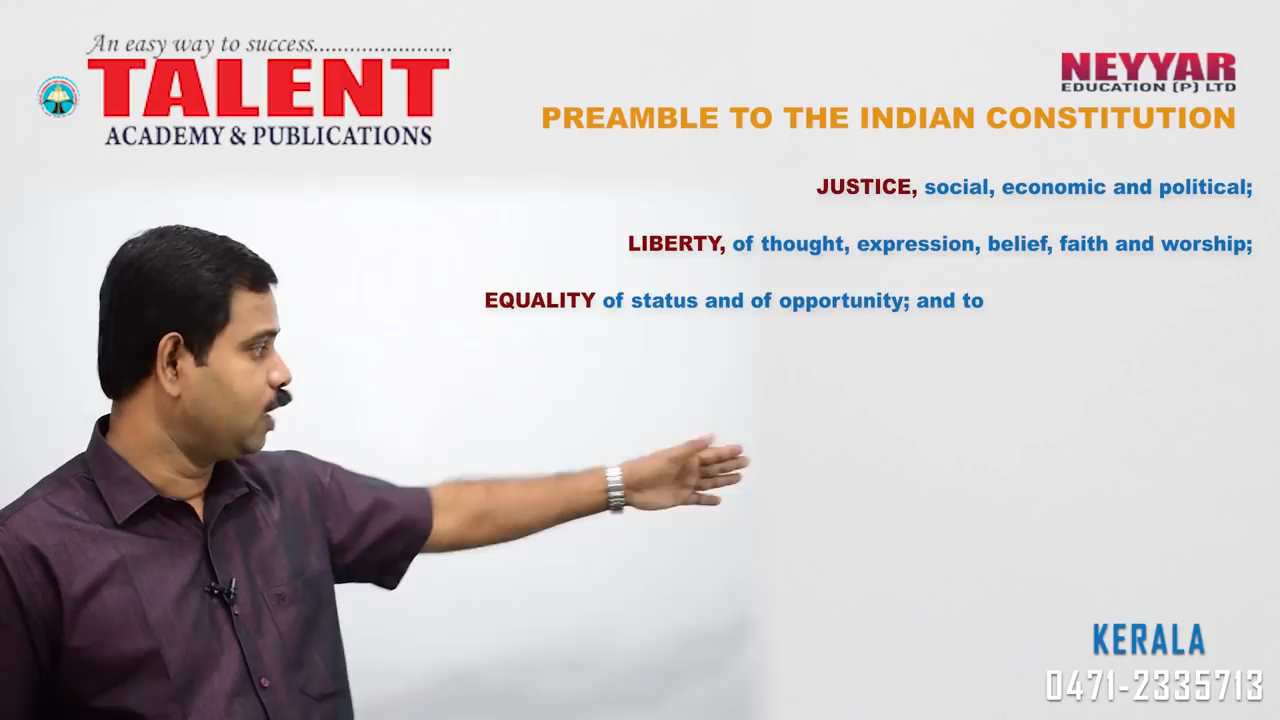 An easy way to success.......................
TALENT
ACADEMY & PUBLICATIONS
NEYYAR
EDUCATION (P) LTD
PREAMBLE TO THE INDIAN CONSTITUTION
JUSTICE, social, economic and political;
LIBERTY, of thought, expression, belief, faith and worship;
EQUALITY of status and of opportunity; and to
KERALA
0471-2335713